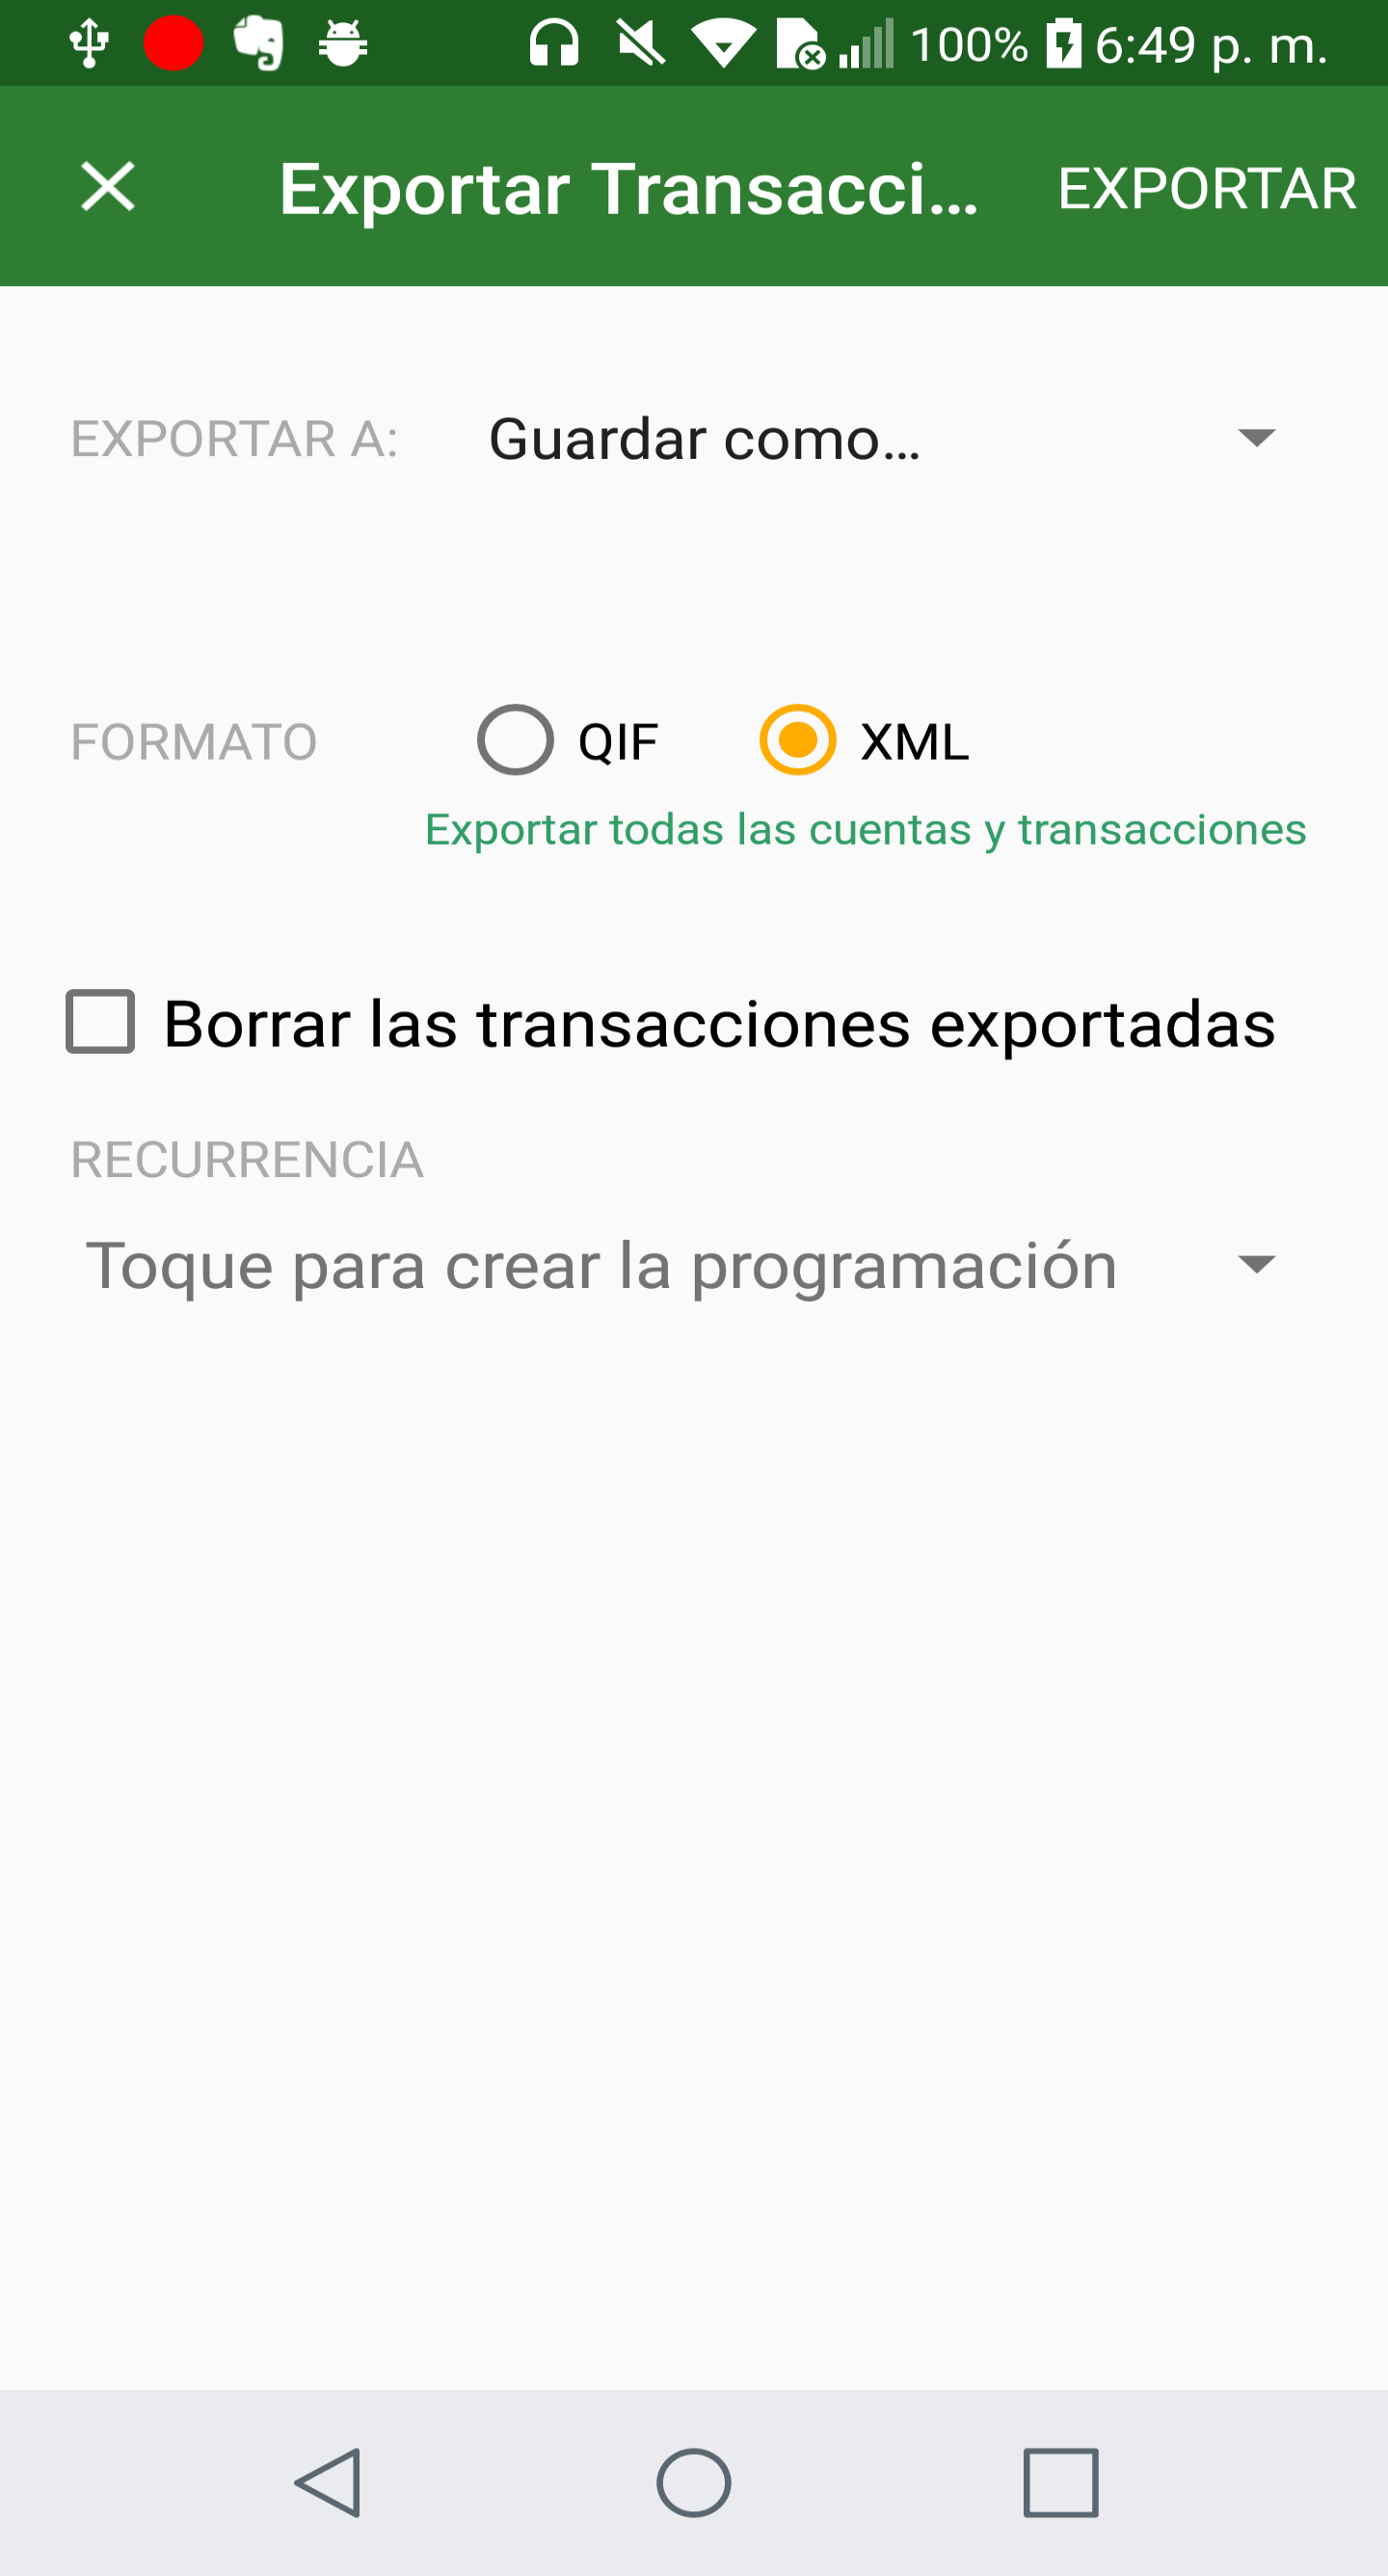 100% 6:49 p. m.
Exportar Transacci... EXPORTAR
EXPORTAR A: Guardar como...
FORMATO QIF XML
Exportar todas las cuentas y transacciones
Borrar las transacciones exportadas
RECURRENCIA
Toque para crear la programación